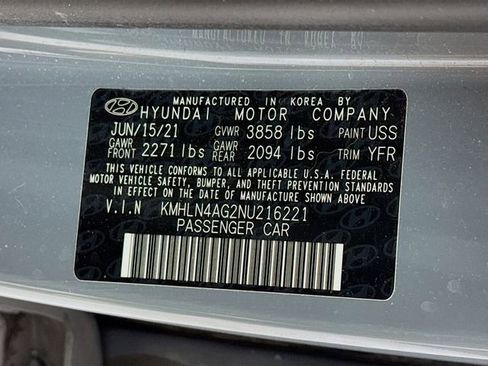 MANUFACTURED IN KOREA BY
HYUNDAI MOTOR COMPANY
JUN/15/21 GVWR 3858 lbs PAINT USS
GAWR FRONT 2271 lbs GAWR REAR 2094 lbs TRIM YFR
THIS VEHICLE CONFORMS TO ALL APPLICABLE U.S.A. FEDERAL
MOTOR VEHICLE SAFETY, BUMPER, AND THEFT PREVENTION STANDARDS
IN EFFECT ON THE DATE OF MANUFACTURE SHOWN ABOVE.
V.I.N KMHLN4AG2NU216221
PASSENGER CAR